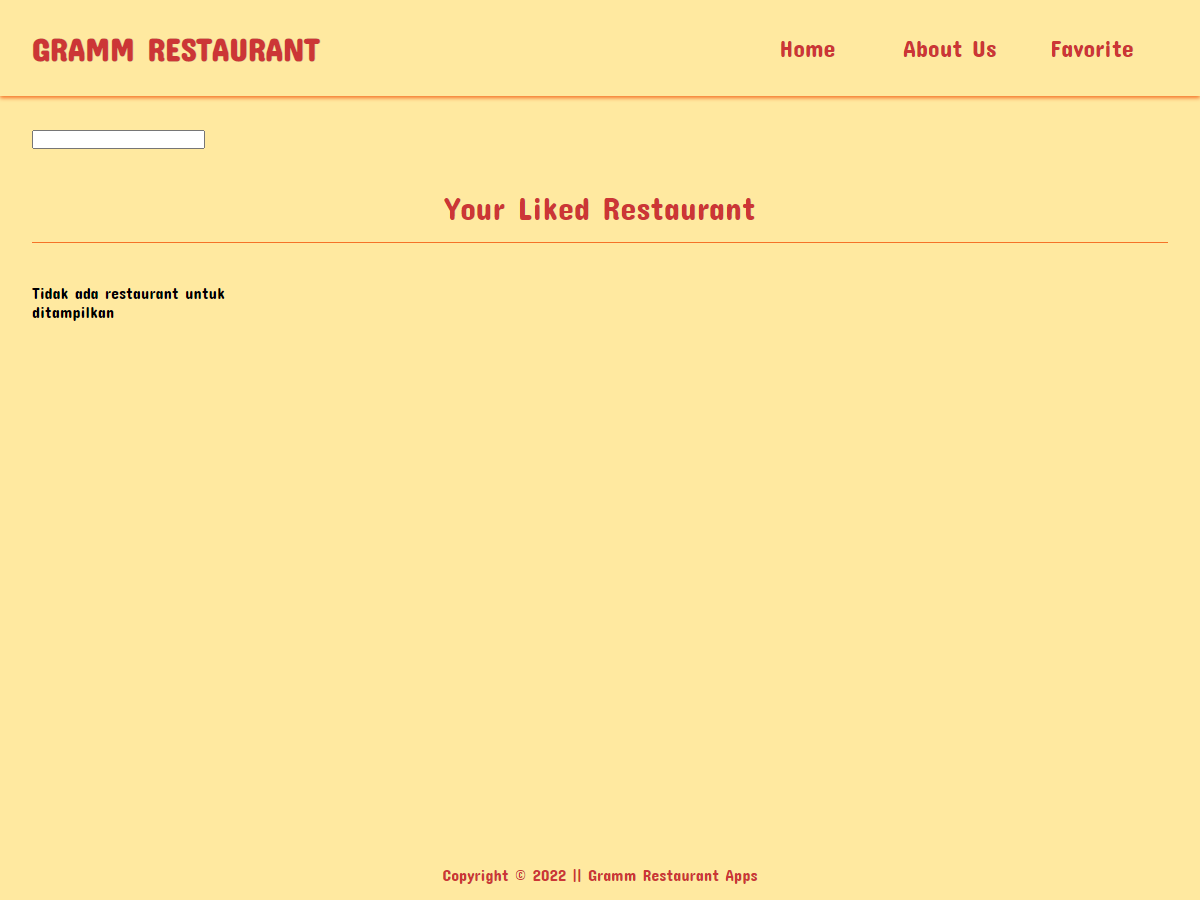 GRAMM RESTAURANT
Home About Us Favorite
Your Liked Restaurant
Tidak ada restaurant untuk
ditampilkan
Copyright © 2022 || Gramm Restaurant Apps